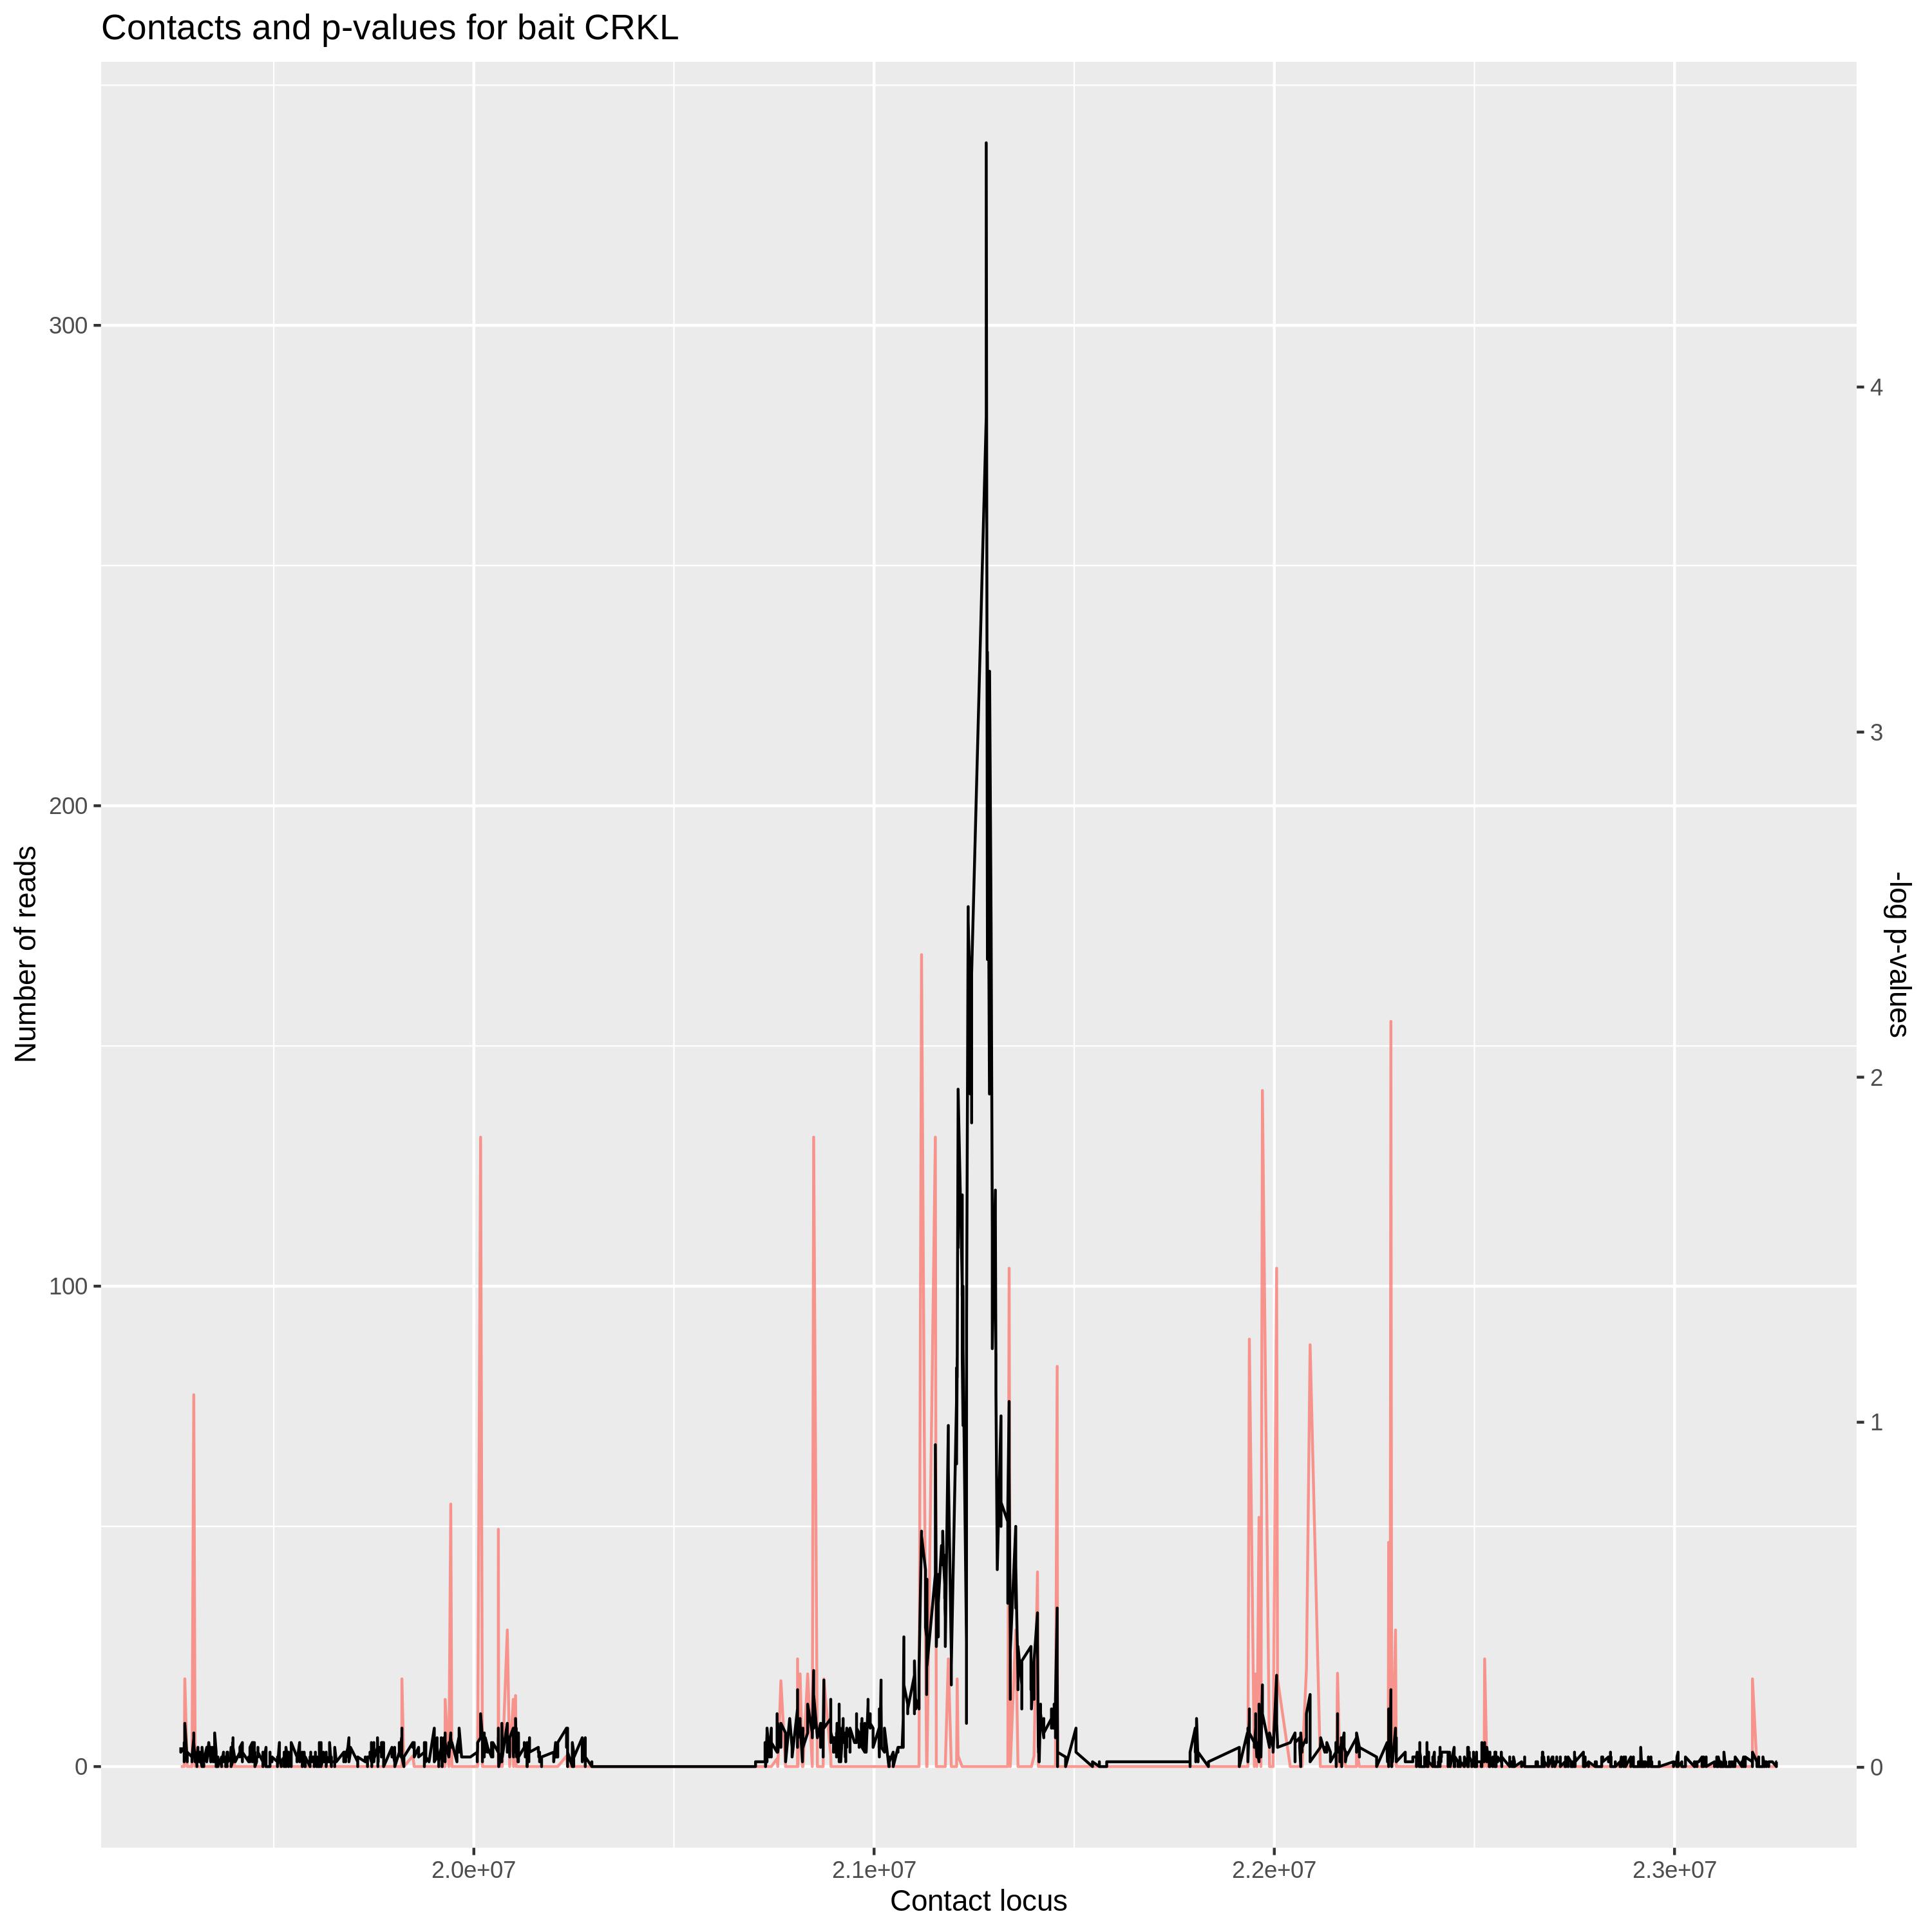 Contacts and p-values for bait CRKL
300
200
100
0
Number of reads
4
3
2
1
0
-log p-values
2.0e+07 2.1e+07 2.2e+07 2.3e+07
Contact locus